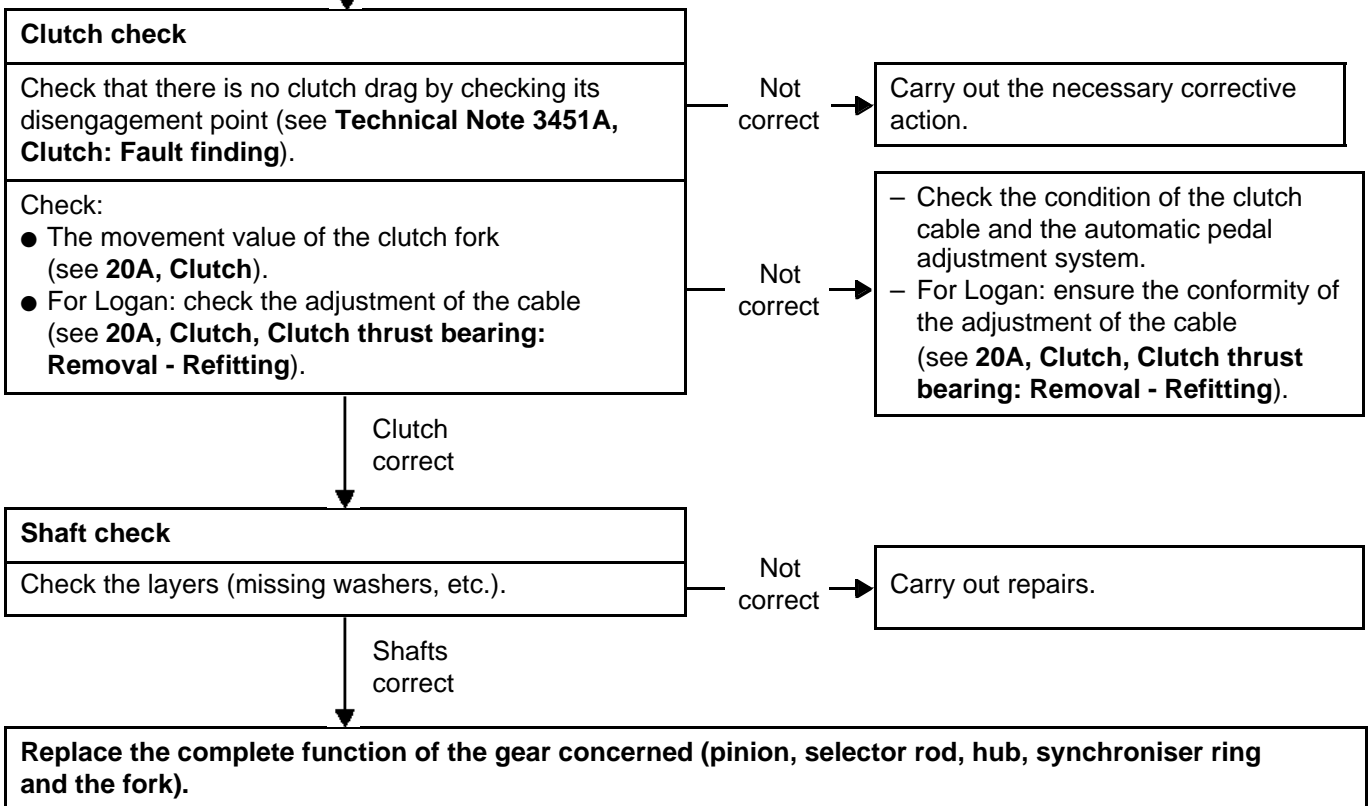 Clutch check
Check that there is no clutch drag by checking its
disengagement point (see Technical Note 3451A,
Clutch: Fault finding).
Not
correct
Carry out the necessary corrective
action.
Check:
● The movement value of the clutch fork
(see 20A, Clutch).
● For Logan: check the adjustment of the cable
(see 20A, Clutch, Clutch thrust bearing:
Removal - Refitting).
Not
correct
– Check the condition of the clutch
cable and the automatic pedal
adjustment system.
– For Logan: ensure the conformity of
the adjustment of the cable
(see 20A, Clutch, Clutch thrust
bearing: Removal - Refitting).
Clutch
correct
Shaft check
Check the layers (missing washers, etc.).
Not
correct
Carry out repairs.
Shafts
correct
Replace the complete function of the gear concerned (pinion, selector rod, hub, synchroniser ring
and the fork).